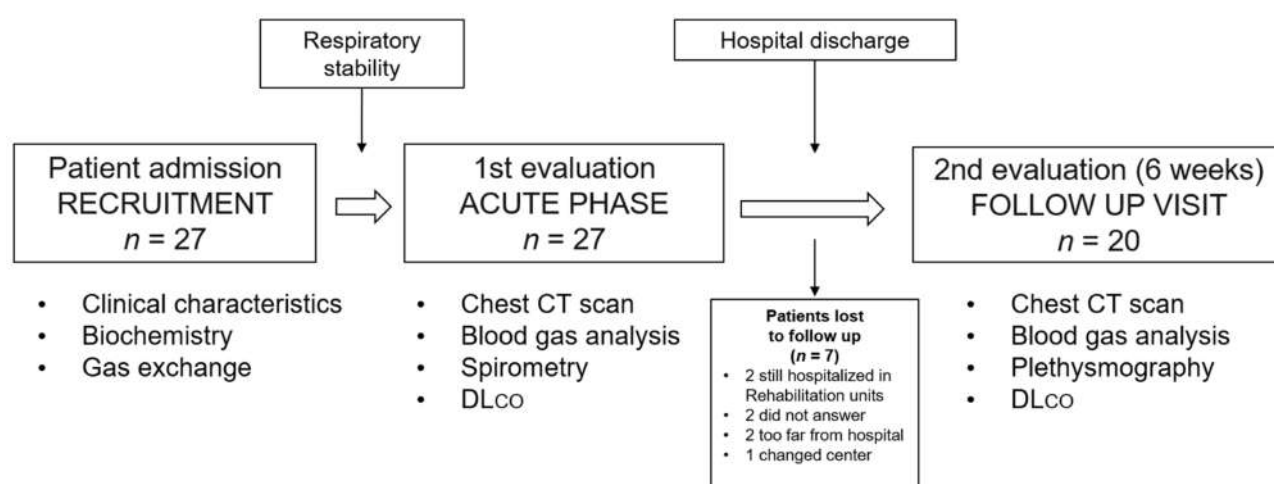 Respiratory
stability
Hospital discharge
Patient admission
RECRUITMENT
n = 27
1st evaluation
ACUTE PHASE
n = 27
2nd evaluation (6 weeks)
FOLLOW UP VISIT
n = 20
• Clinical characteristics
• Biochemistry
• Gas exchange
• Chest CT scan
• Blood gas analysis
• Spirometry
• DLCO
Patients lost
to follow up
(n = 7)
• 2 still hospitalized in
Rehabilitation units
• 2 did not answer
• 2 too far from hospital
• 1 changed center
• Chest CT scan
• Blood gas analysis
• Plethysmography
• DLCO